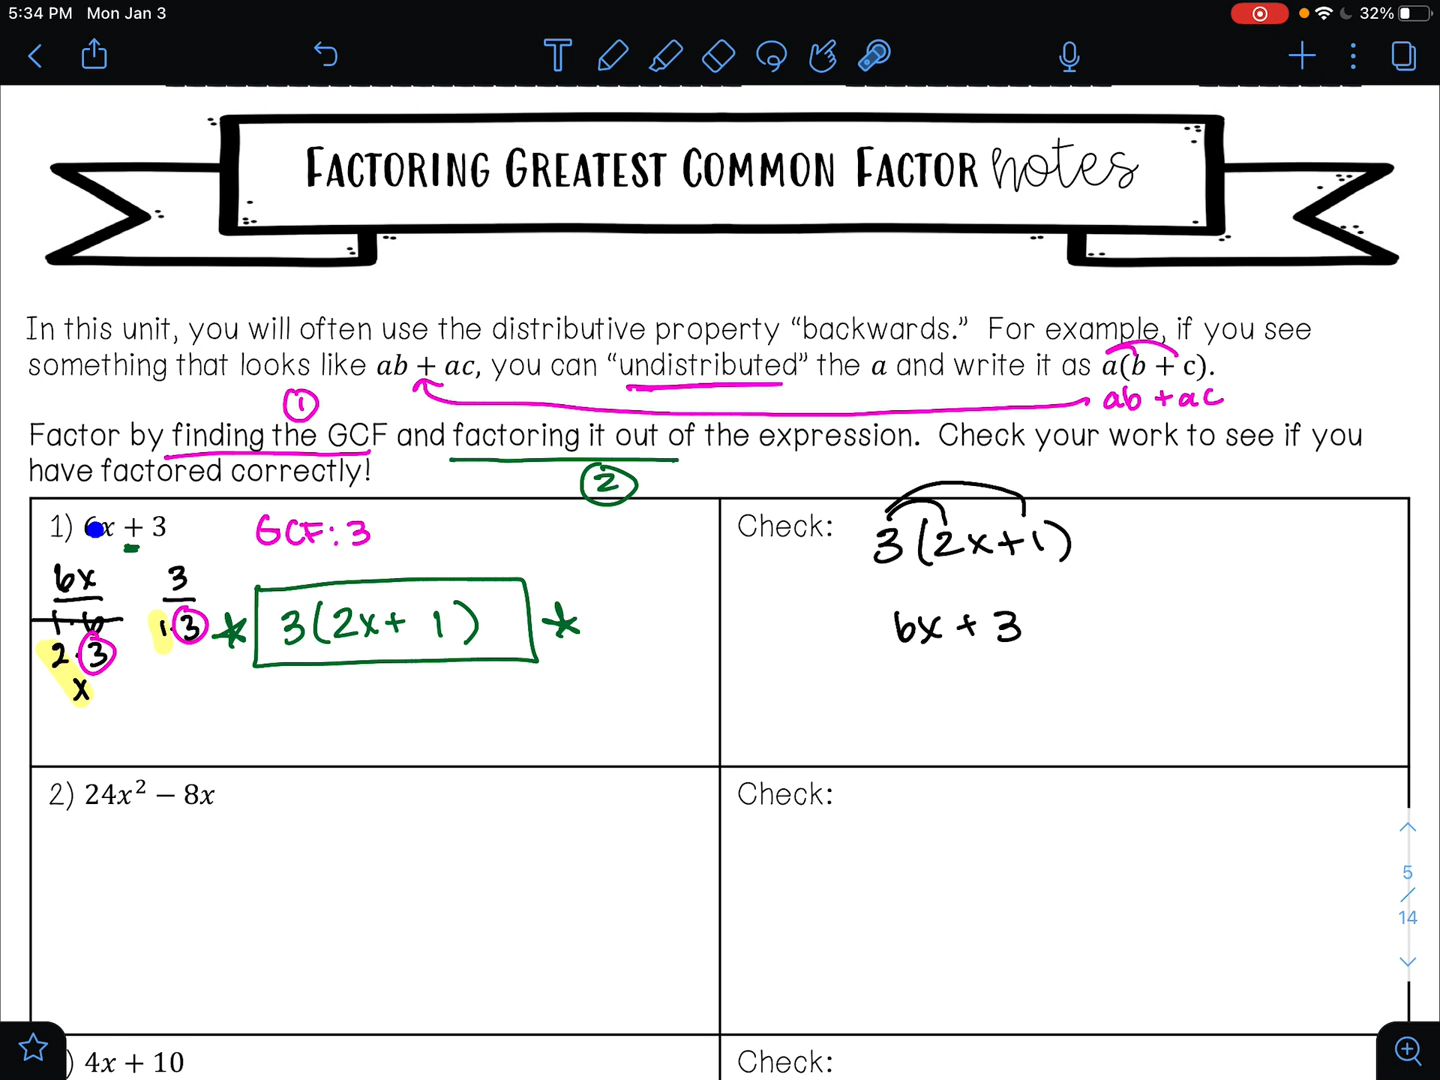 5:34 PM Mon Jan 3 32%
FACTORING GREATEST COMMON FACTOR notes
In this unit, you will often use the distributive property “backwards.” For example, if you see
something that looks like ab + ac, you can “undistributed” the a and write it as a(b + c).
① ab + ac
Factor by finding the GCF and factoring it out of the expression. Check your work to see if you
have factored correctly!
②
1) 6x + 3 GCF: 3
6x 3
1·6 1·3
2·3
x
* 3(2x + 1) *
Check: 3(2x+1)
6x + 3
2) 24x² − 8x
Check:
5
/
14
) 4x + 10
Check: